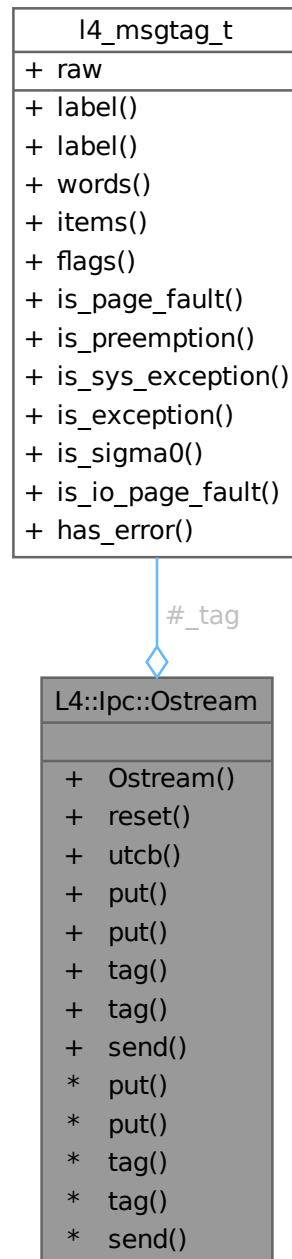 l4_msgtag_t
+ raw
+ label()
+ label()
+ words()
+ items()
+ flags()
+ is_page_fault()
+ is_preemption()
+ is_sys_exception()
+ is_exception()
+ is_sigma0()
+ is_io_page_fault()
+ has_error()
#_tag
L4::Ipc::Ostream
+ Ostream()
+ reset()
+ utcb()
+ put()
+ put()
+ tag()
+ tag()
+ send()
* put()
* put()
* tag()
* tag()
* send()